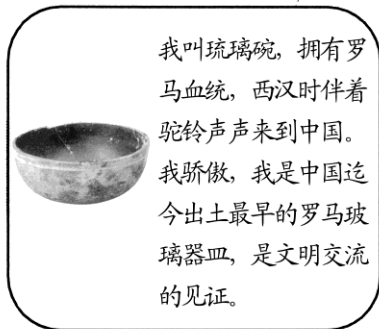 我叫琉璃碗，拥有罗
马血统，西汉时伴着
驼铃声声来到中国。
我骄傲，我是中国迄
今出土最早的罗马玻
璃器皿，是文明交流
的见证。